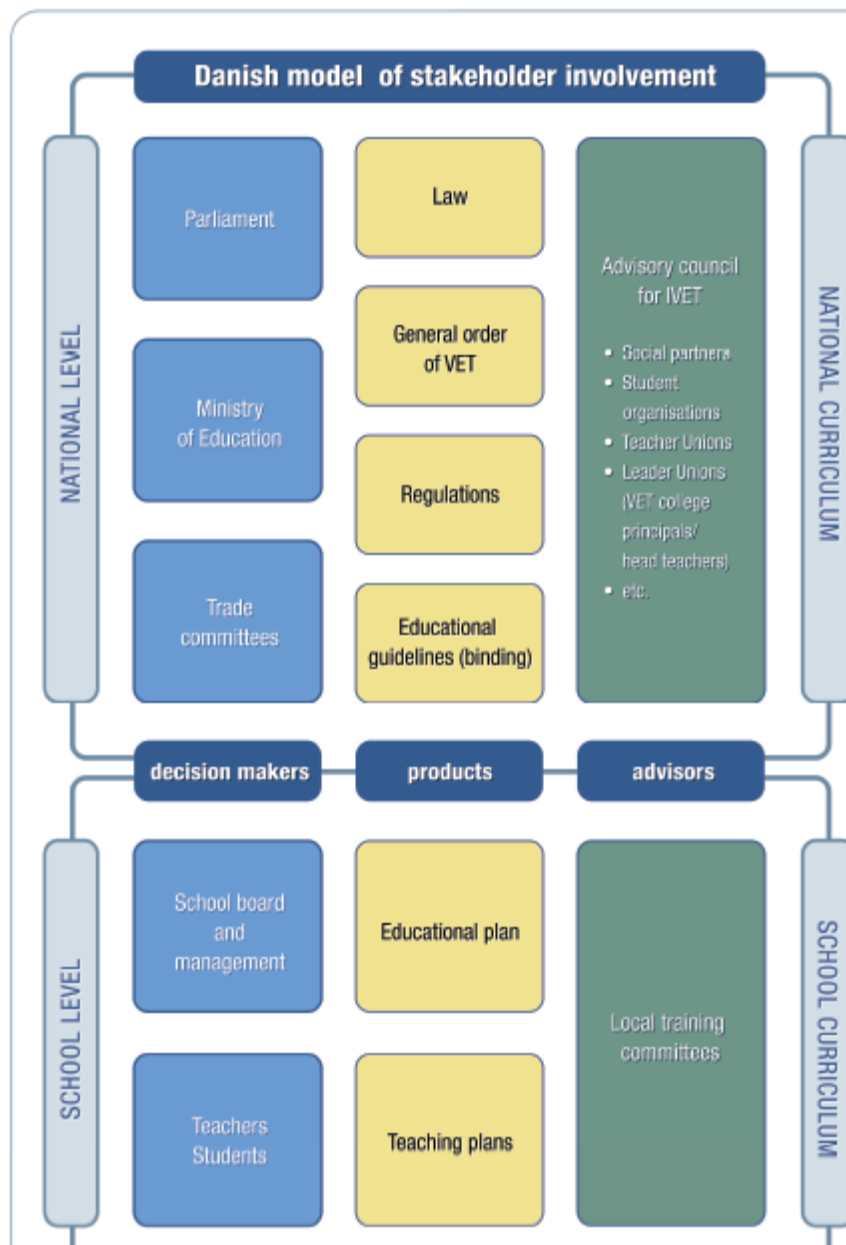 Danish model of stakeholder involvement
NATIONAL LEVEL
Parliament
Ministry
of Education
Trade
committees
Law
General order
of VET
Regulations
Educational
guidelines (binding)
Advisory council
for IVET
• Social partners
• Student
organisations
• Teacher Unions
• Leader Unions
(VET college
principals/
head teachers)
• etc.
NATIONAL CURRICULUM
decision makers
products
advisors
SCHOOL LEVEL
School board
and
management
Teachers
Students
Educational plan
Teaching plans
Local training
committees
SCHOOL CURRICULUM